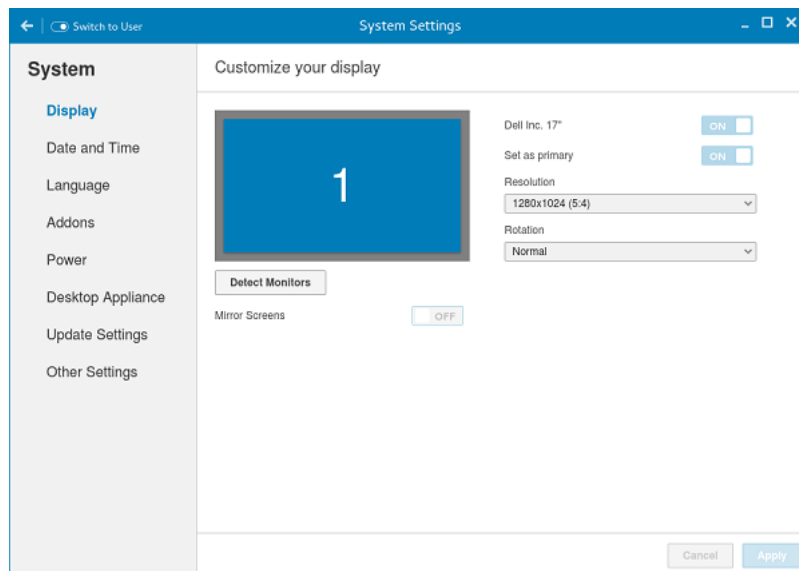 Switch to User
System Settings
System
Display
Date and Time
Language
Addons
Power
Desktop Appliance
Update Settings
Other Settings
Customize your display
1
Detect Monitors
Mirror Screens
OFF
Dell Inc. 17"
ON
Set as primary
ON
Resolution
1280x1024 (5:4)
Rotation
Normal
Cancel
Apply